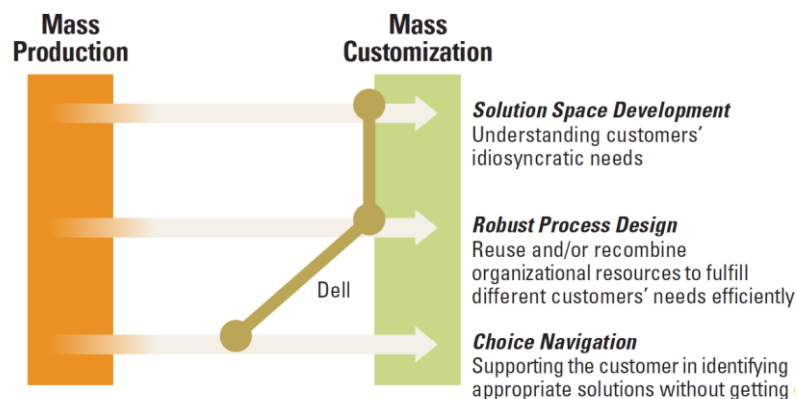 Mass
Production
Mass
Customization
Solution Space Development
Understanding customers’
idiosyncratic needs
Robust Process Design
Reuse and/or recombine
organizational resources to fulfill
different customers’ needs efficiently
Dell
Choice Navigation
Supporting the customer in identifying
appropriate solutions without getting